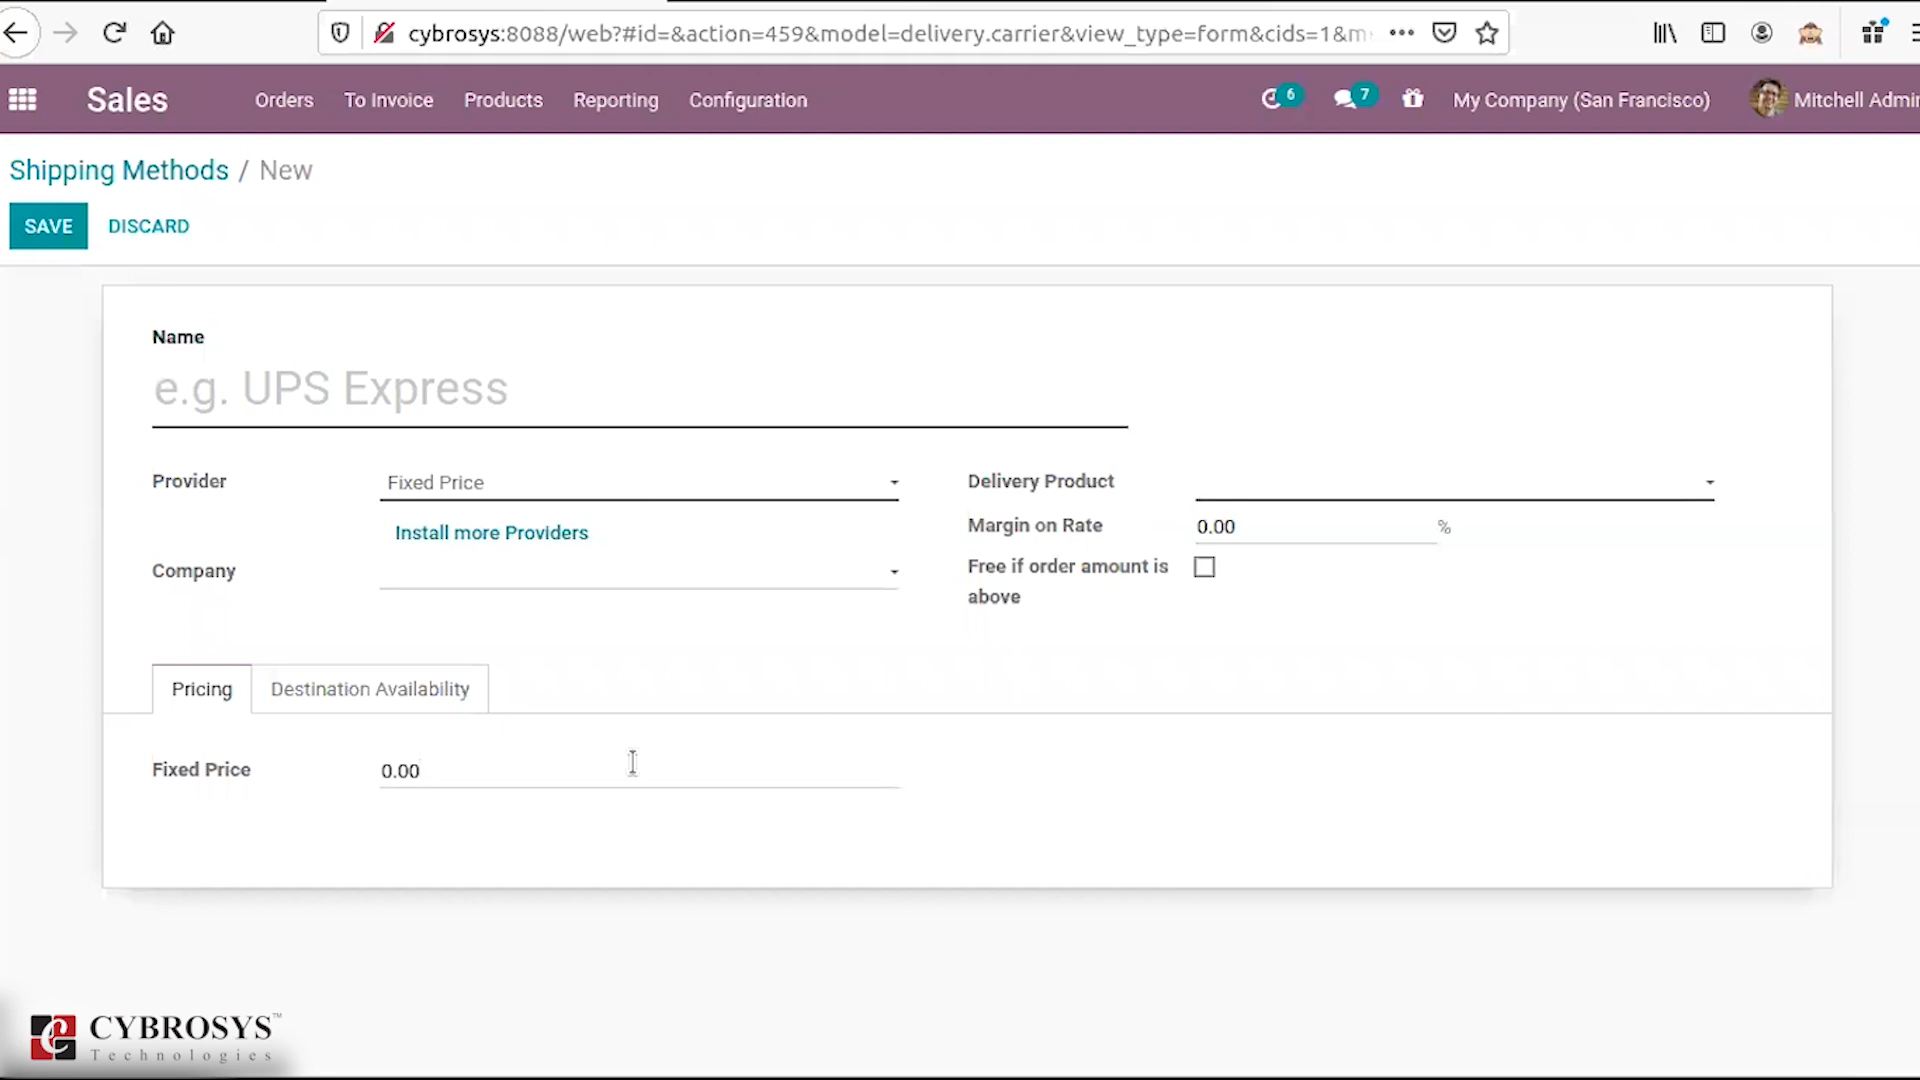 cybrosys:8088/web?#id=&action=459&model=delivery.carrier&view_type=form&cids=1&m
Sales Orders To Invoice Products Reporting Configuration 6 7 My Company (San Francisco) Mitchell Admin
Shipping Methods / New
SAVE DISCARD
Name
e.g. UPS Express
Provider Fixed Price Delivery Product
Install more Providers Margin on Rate 0.00 %
Company Free if order amount is
above
Pricing Destination Availability
Fixed Price 0.00
CYBROSYS™
Technologies